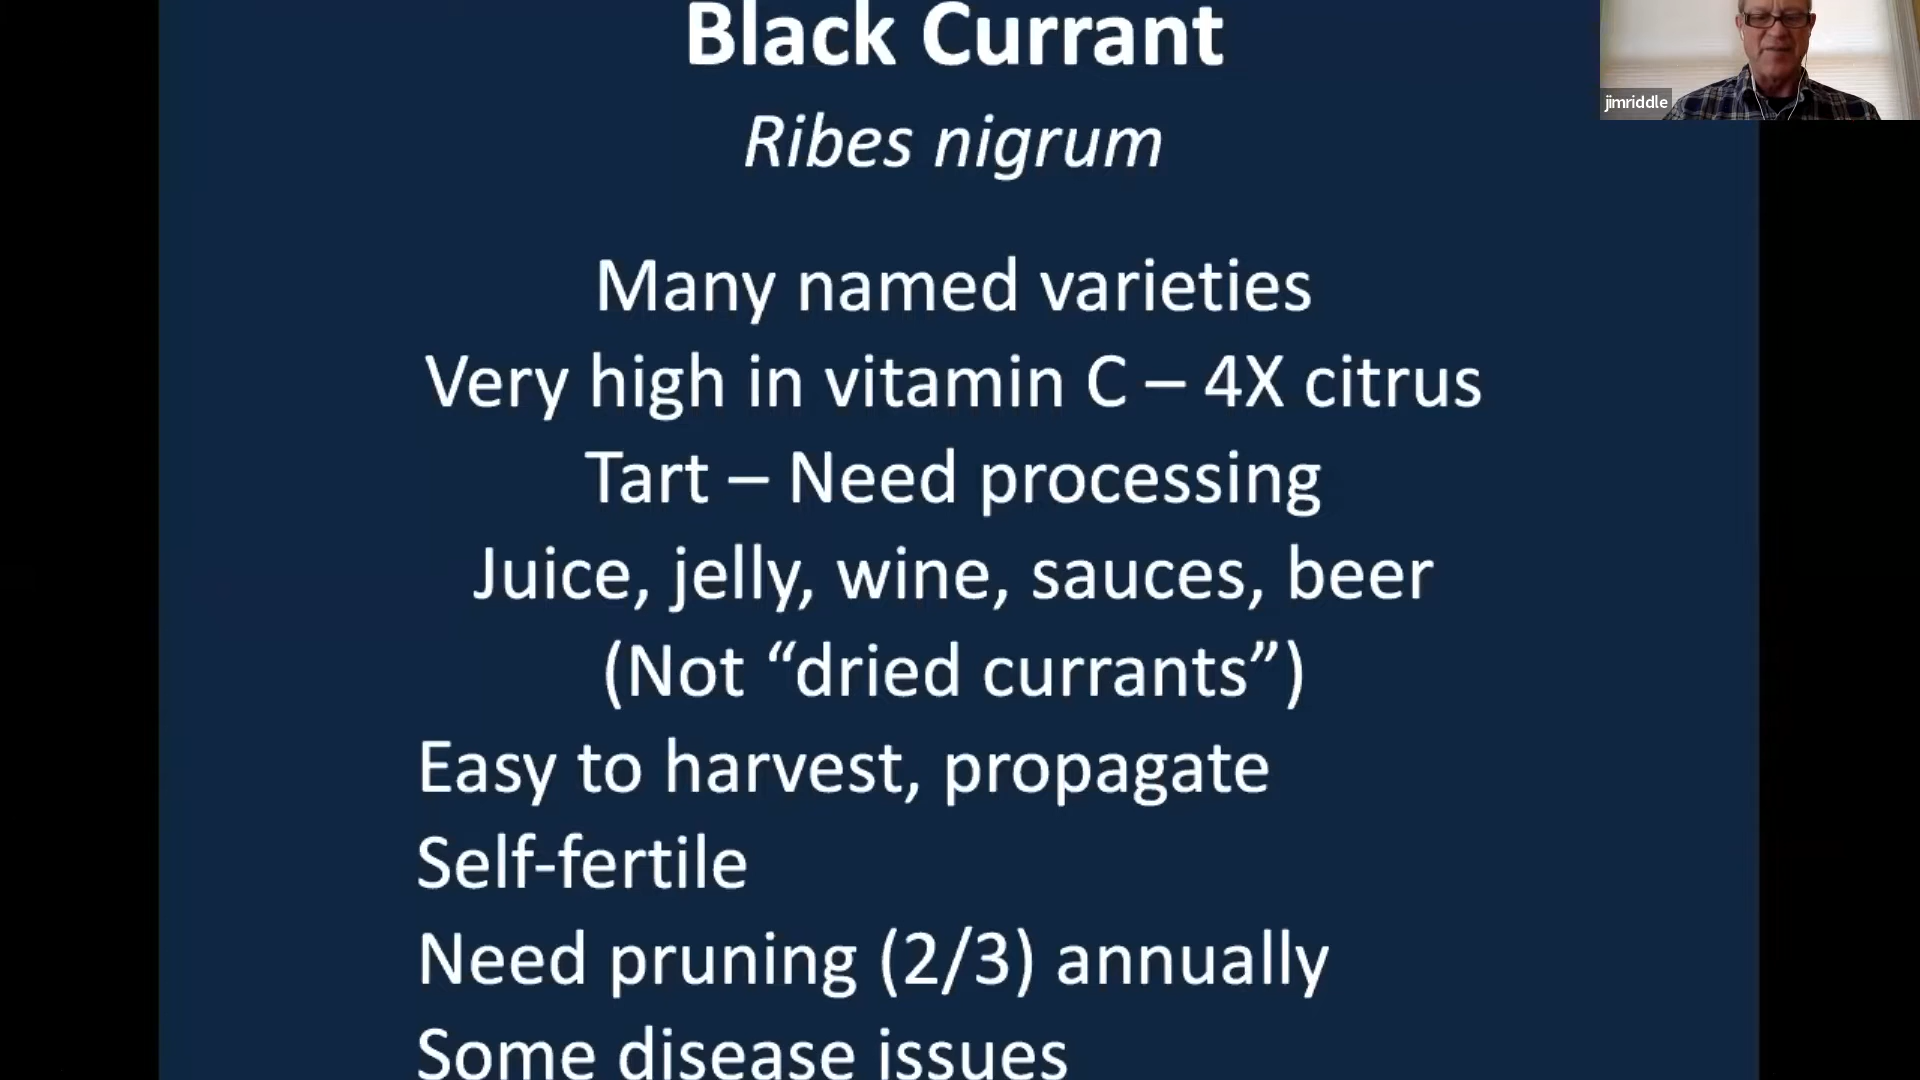 Black Currant
jimriddle
Ribes nigrum
Many named varieties
Very high in vitamin C – 4X citrus
Tart – Need processing
Juice, jelly, wine, sauces, beer
(Not “dried currants”)
Easy to harvest, propagate
Self-fertile
Need pruning (2/3) annually
Some disease issues